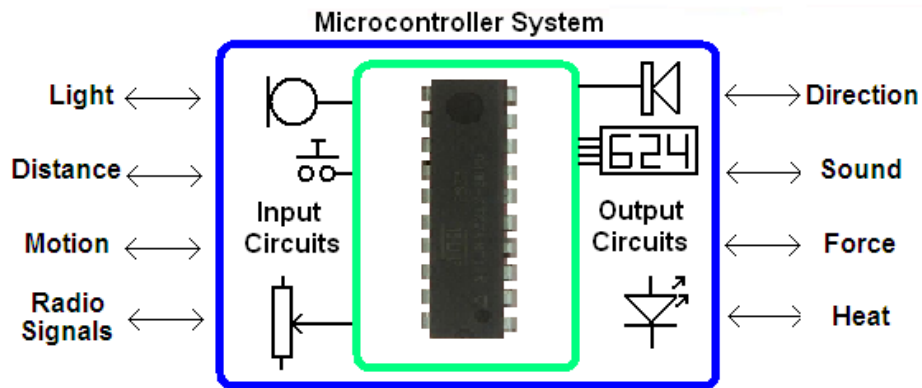 Microcontroller System
Light
Distance
Motion
Radio
Signals
Input
Circuits
624
Output
Circuits
Direction
Sound
Force
Heat